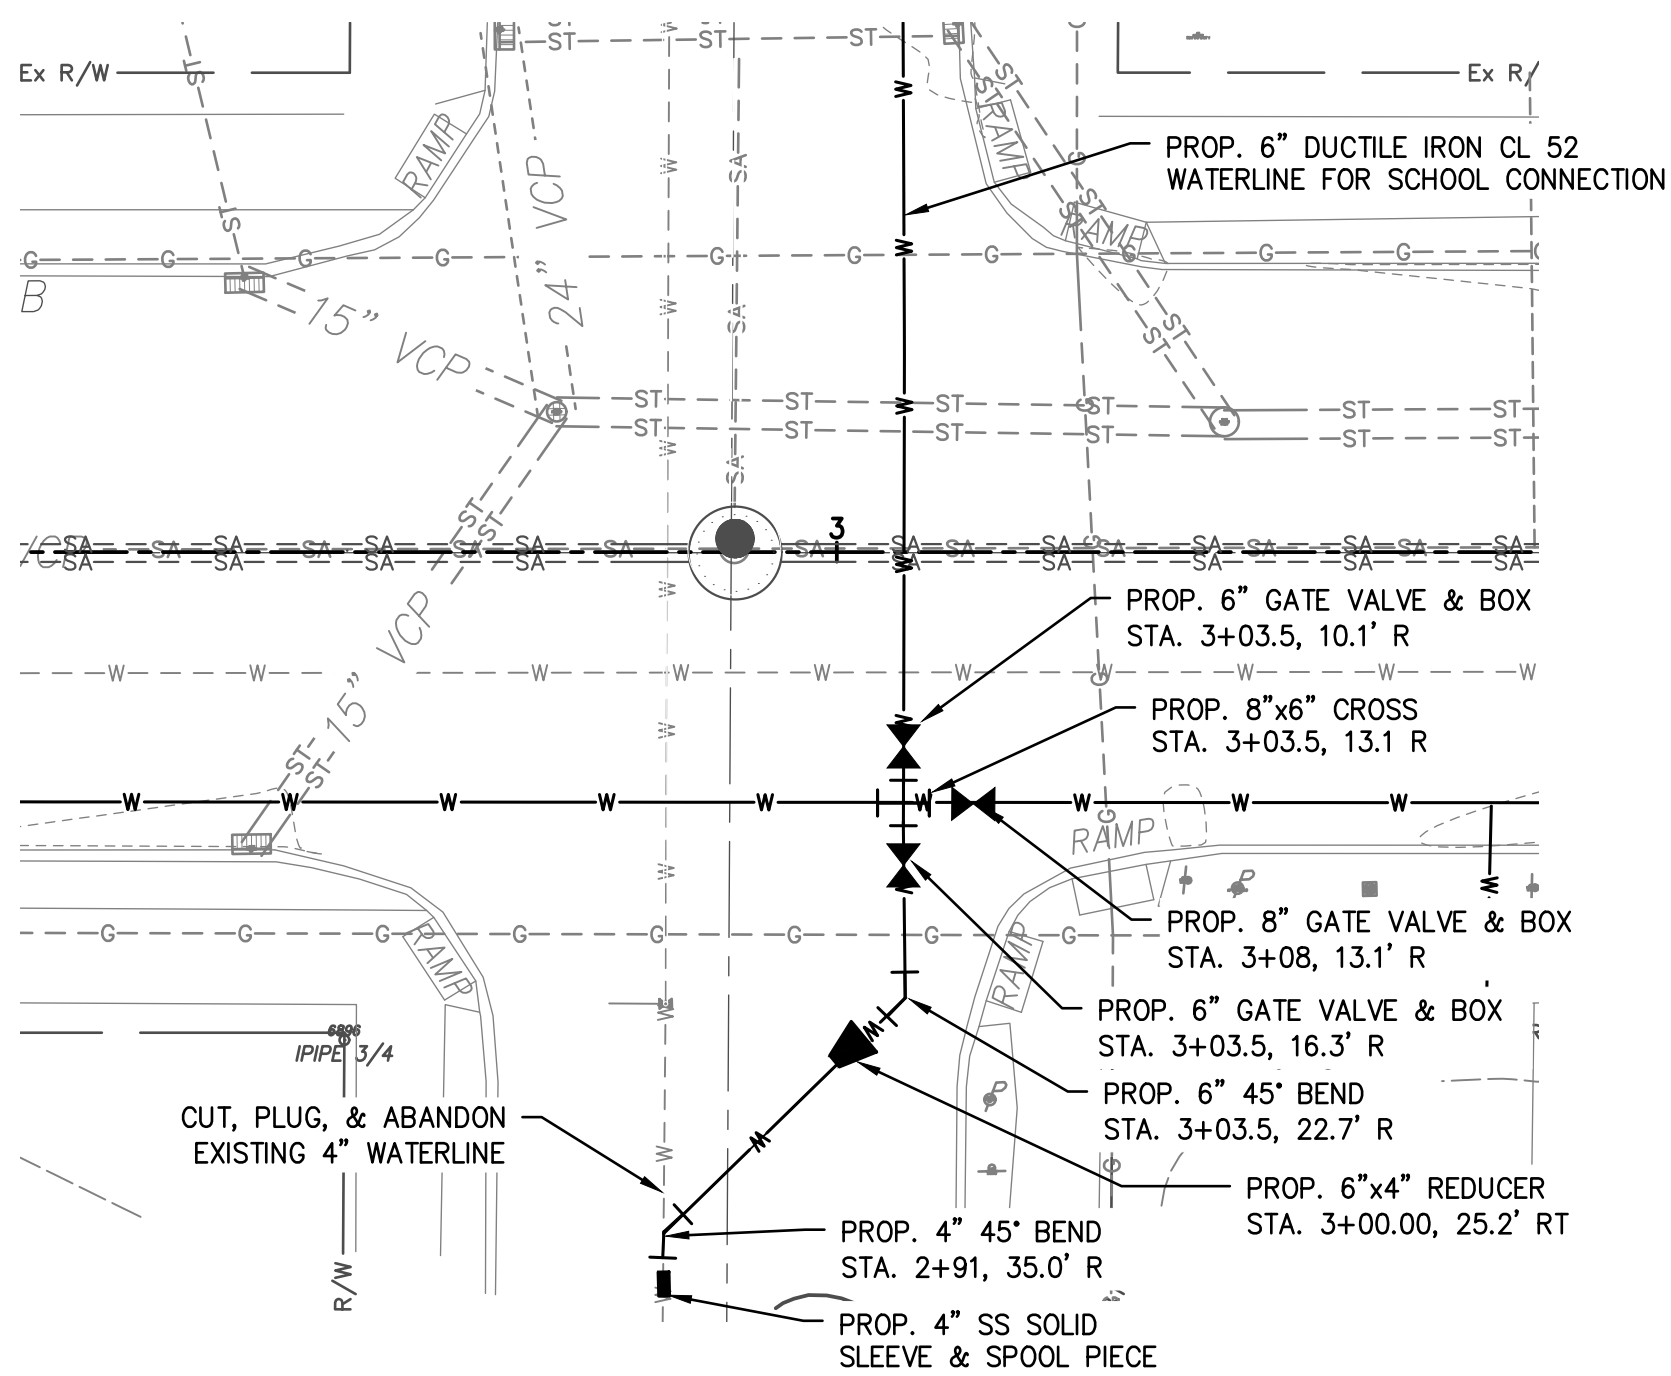 Ex R/W
Ex R/
RAMP
RAMP
RAMP
PROP. 6” DUCTILE IRON CL 52
WATERLINE FOR SCHOOL CONNECTION
24” VCP
B
15” VCP
3
PROP. 6” GATE VALVE & BOX
STA. 3+03.5, 10.1’ R
15” VCP
PROP. 8”x6” CROSS
STA. 3+03.5, 13.1 R
RAMP
PROP. 8” GATE VALVE & BOX
STA. 3+08, 13.1’ R
RAMP
RAMP
PROP. 6” GATE VALVE & BOX
STA. 3+03.5, 16.3’ R
6896
IPIPE 3/4
PROP. 6” 45° BEND
STA. 3+03.5, 22.7’ R
CUT, PLUG, & ABANDON
EXISTING 4” WATERLINE
PROP. 6”x4” REDUCER
STA. 3+00.00, 25.2’ RT
PROP. 4” 45° BEND
STA. 2+91, 35.0’ R
R/W
PROP. 4” SS SOLID
SLEEVE & SPOOL PIECE